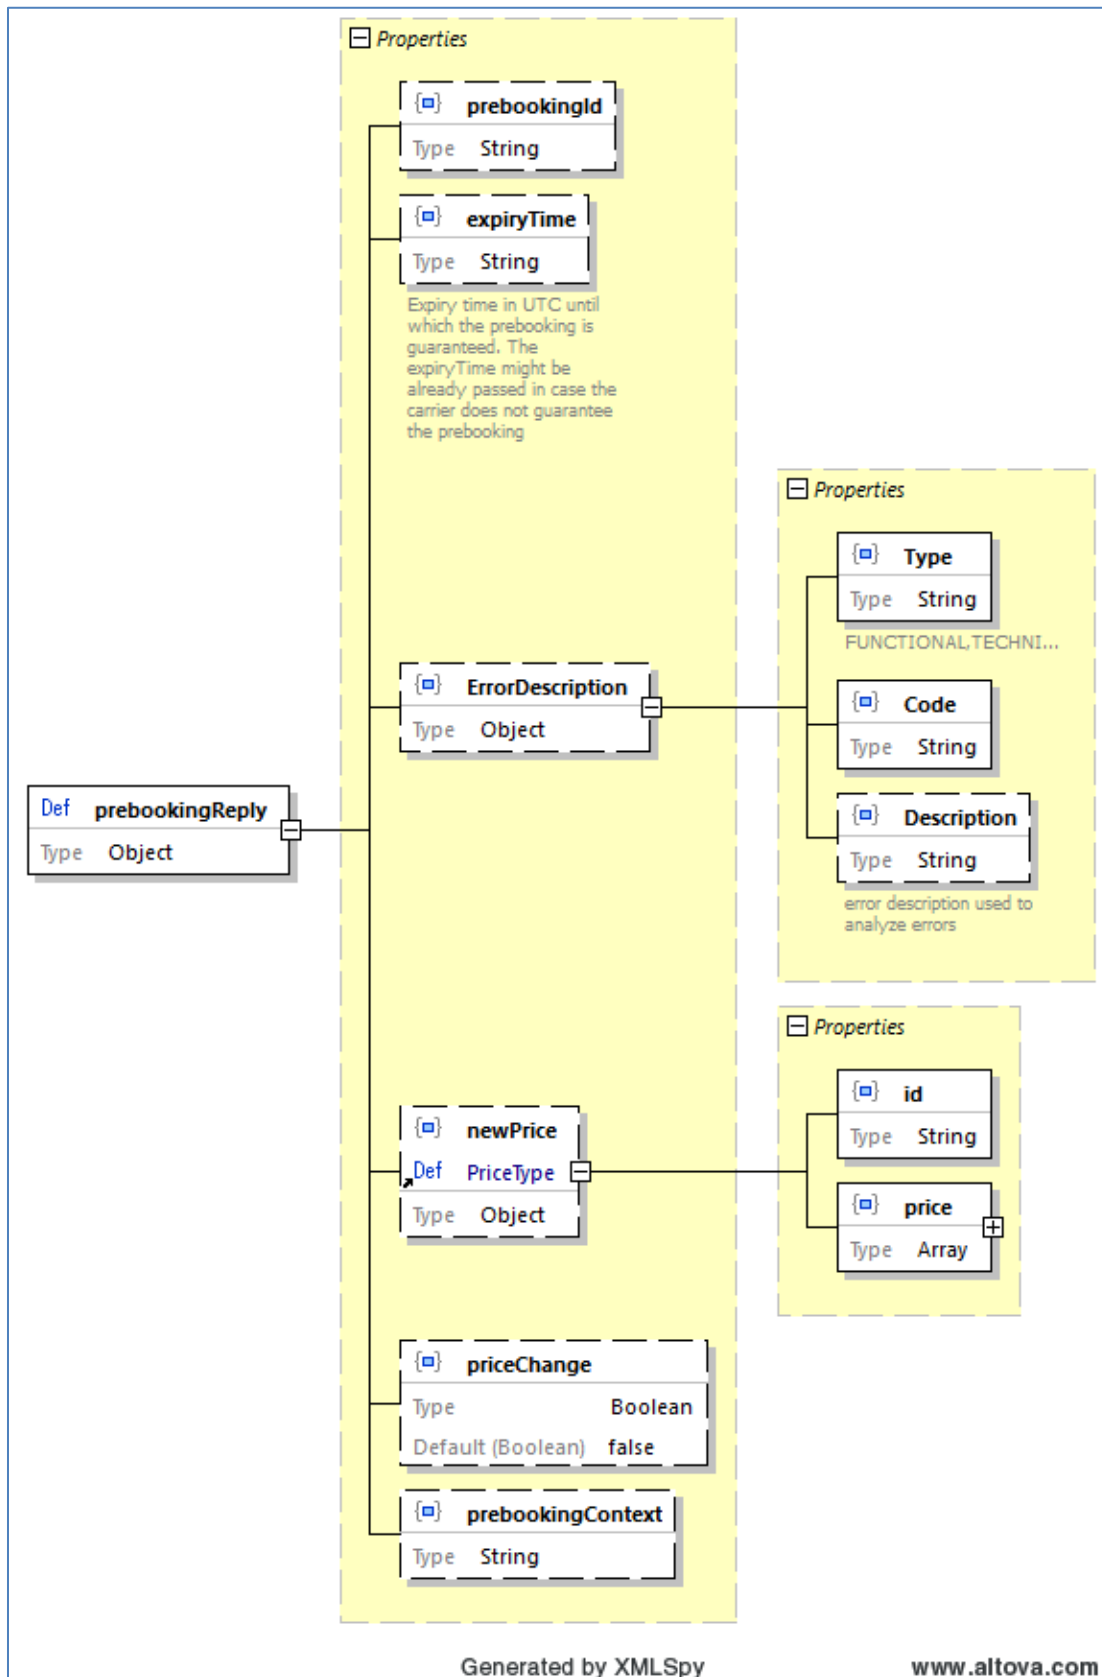 Properties
prebookingId
Type String
expiryTime
Type String
Expiry time in UTC until
which the prebooking is
guaranteed. The
expiryTime might be
already passed in case the
carrier does not guarantee
the prebooking
Properties
Type
Type String
FUNCTIONAL,TECHNI...
ErrorDescription
Type Object
Code
Type String
Description
Type String
error description used to
analyze errors
Def prebookingReply
Type Object
Properties
id
Type String
newPrice
Def PriceType
Type Object
price
Type Array
priceChange
Type Boolean
Default (Boolean) false
prebookingContext
Type String
Generated by XMLSpy
www.altova.com